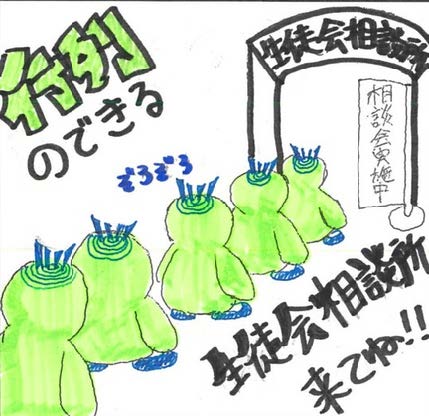 行列
のできる
生徒会相談所
相談会実施中
ぞろぞろ
生徒会相談所
来てね!!